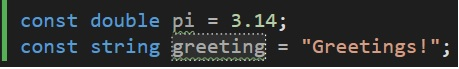 const double pi = 3.14;
const string greeting = "Greetings!";